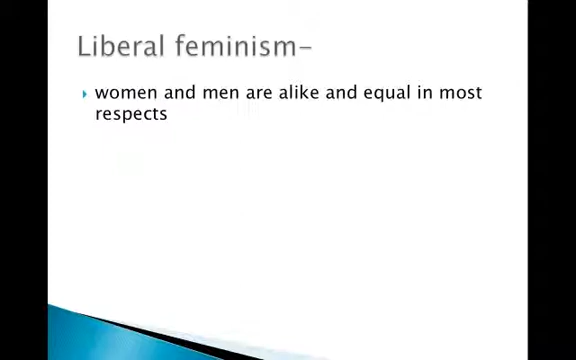 Liberal feminism-
women and men are alike and equal in most
respects